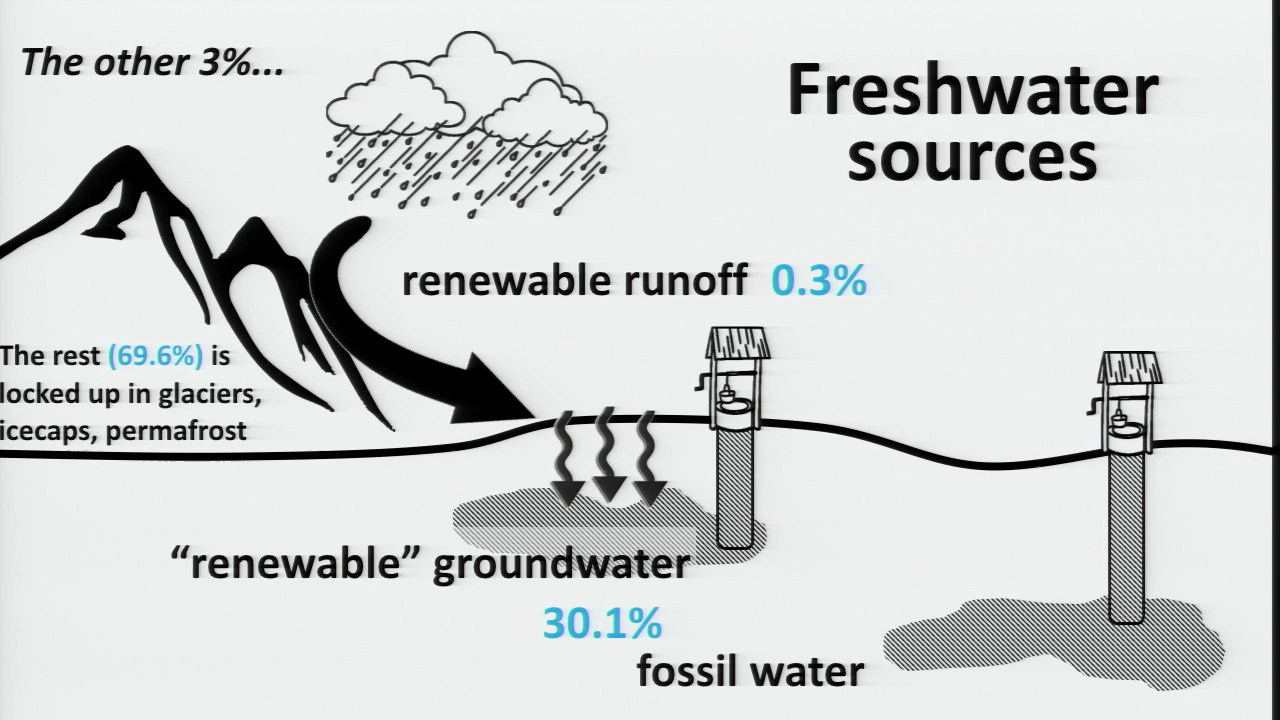 The other 3%...
Freshwater
sources
renewable runoff 0.3%
The rest (69.6%) is
locked up in glaciers,
icecaps, permafrost
“renewable” groundwater
30.1%
fossil water